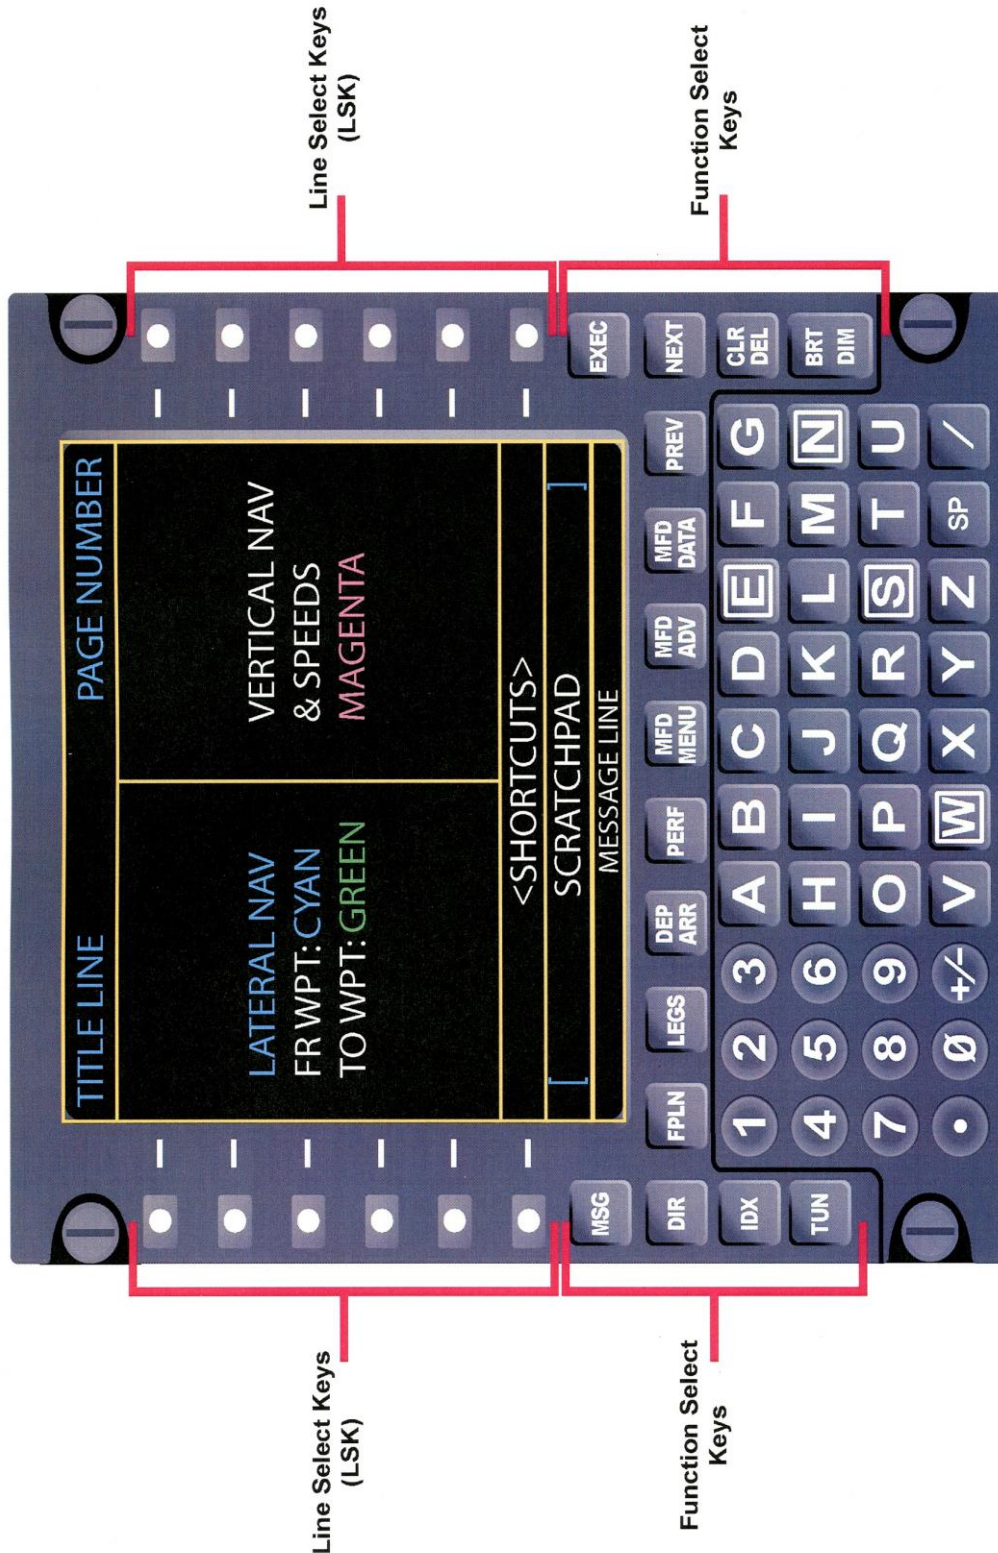 Line Select Keys
(LSK)
Line Select Keys
(LSK)
Function Select
Keys
Function Select
Keys
TITLE LINE PAGE NUMBER
LATERAL NAV
FR WPT: CYAN
TO WPT: GREEN
VERTICAL NAV
& SPEEDS
MAGENTA
<SHORTCUTS>
[ SCRATCHPAD ]
MESSAGE LINE
MSG
EXEC
DIR
FPLN
LEGS
DEP
ARR
PERF
MFD
MENU
MFD
ADV
MFD
DATA
PREV
NEXT
IDX
1 2 3 A B C D E F G
CLR
DEL
TUN
4 5 6 H I J K L M N
BRT
DIM
7 8 9 O P Q R S T U
• Ø +/- V W X Y Z SP /